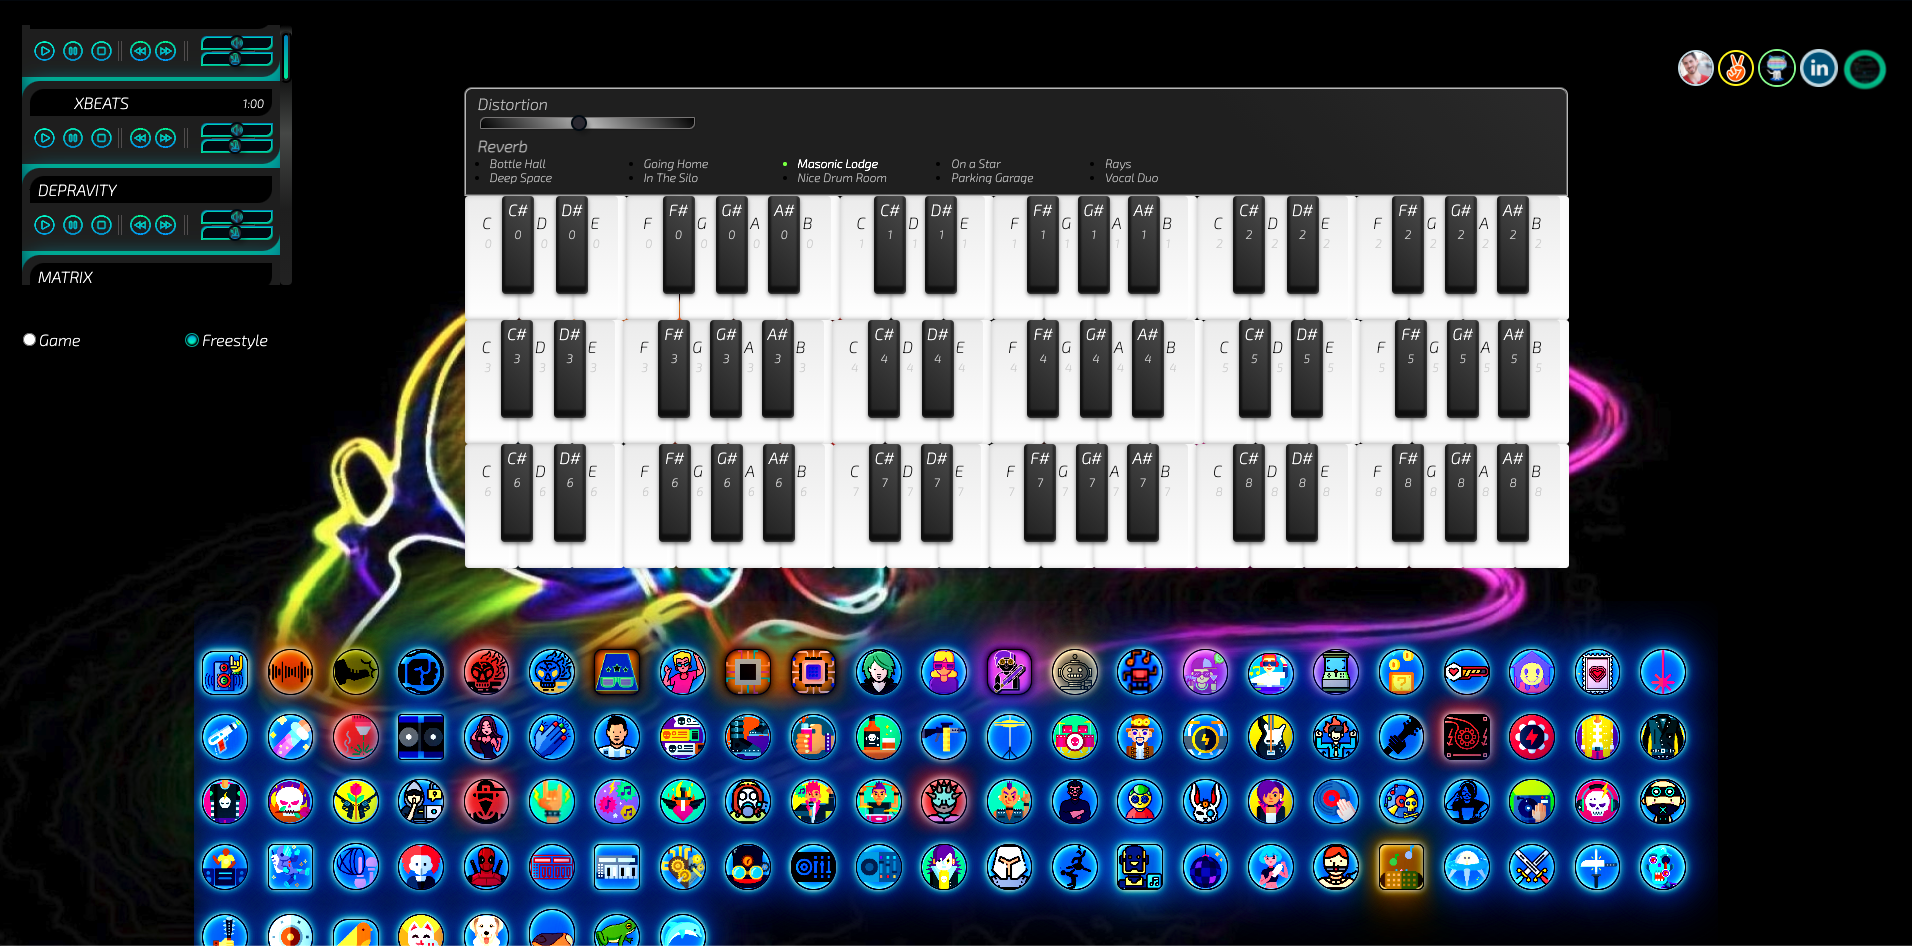 XBEATS 1:00
DEPRAVITY
MATRIX
Game Freestyle
in
Distortion
Reverb
Bottle Hall Going Home Masonic Lodge On a Star Rays
Deep Space In The Silo Nice Drum Room Parking Garage Vocal Duo
C C# D D# E F F# G G# A A# B C C# D D# E F F# G G# A A# B C C# D D# E F F# G G# A A# B
0 0 0 0 0 0 0 0 0 0 0 0 1 1 1 1 1 1 1 1 1 1 1 1 2 2 2 2 2 2 2 2 2 2 2 2
C C# D D# E F F# G G# A A# B C C# D D# E F F# G G# A A# B C C# D D# E F F# G G# A A# B
3 3 3 3 3 3 3 3 3 3 3 3 4 4 4 4 4 4 4 4 4 4 4 4 5 5 5 5 5 5 5 5 5 5 5 5
C C# D D# E F F# G G# A A# B C C# D D# E F F# G G# A A# B C C# D D# E F F# G G# A A# B
6 6 6 6 6 6 6 6 6 6 6 6 7 7 7 7 7 7 7 7 7 7 7 7 8 8 8 8 8 8 8 8 8 8 8 8